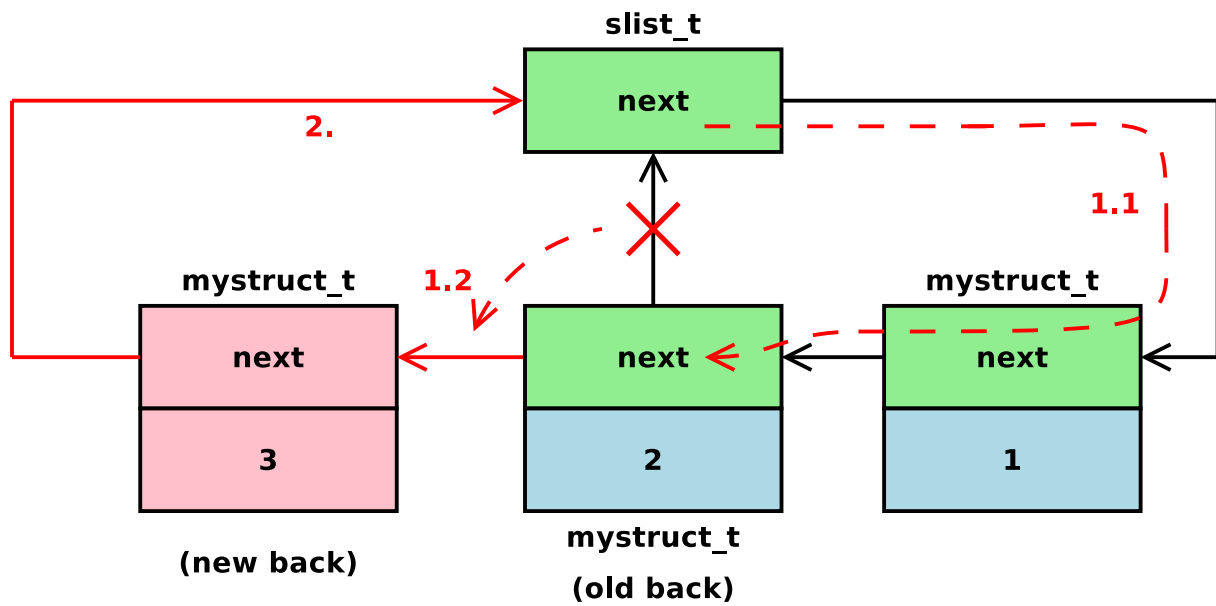 slist_t
next
2.
1.1
1.2
mystruct_t
mystruct_t
next
next
next
3
2
1
mystruct_t
(new back)
(old back)